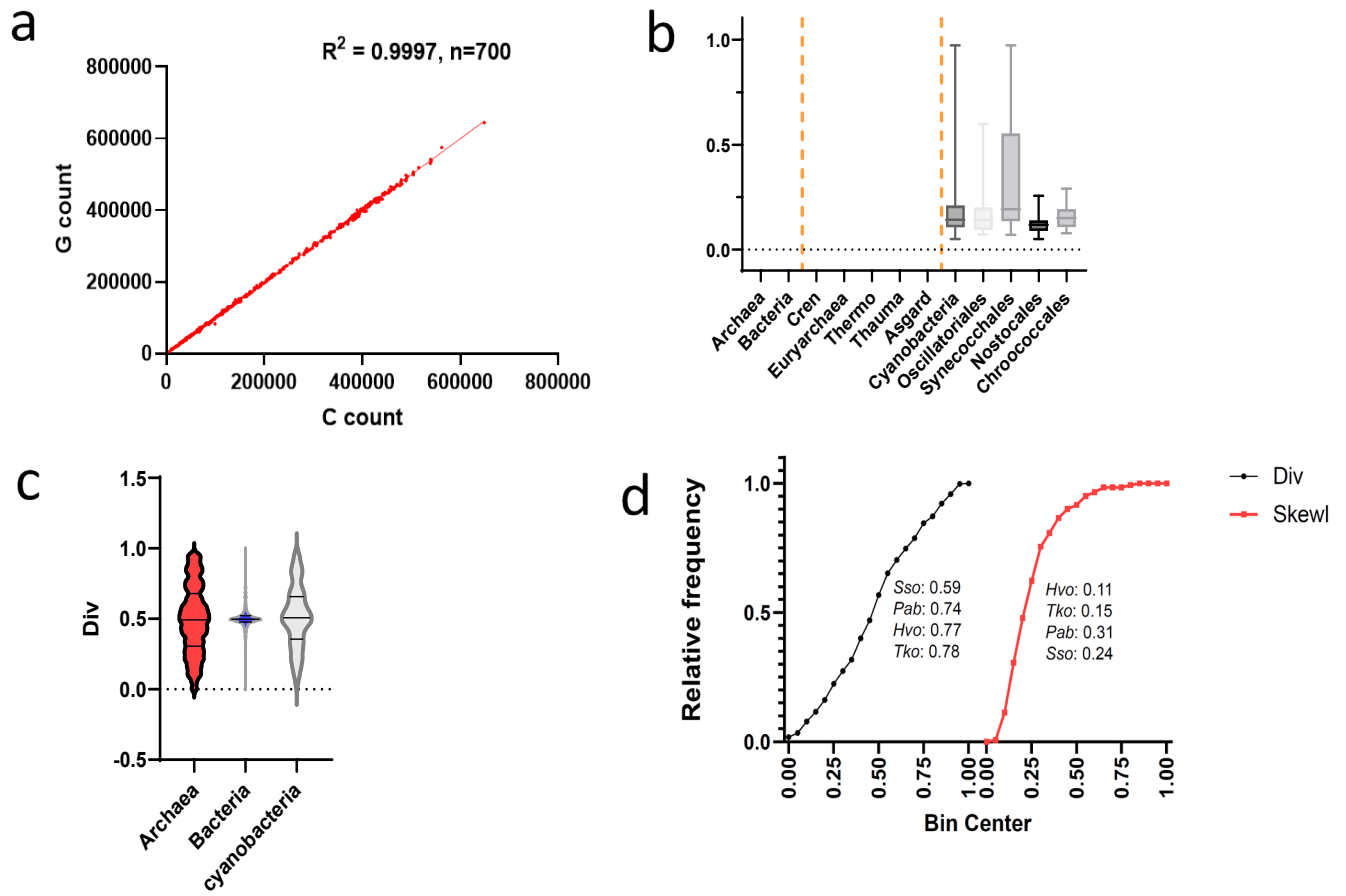 a
R² = 0.9997, n=700
800000
600000
400000
200000
0
G count
0 200000 400000 600000 800000
C count
b
1.0
0.5
0.0
Archaea
Bacteria
Cren
Euryarchaea
Thermo
Thauma
Asgard
Cyanobacteria
Oscillatoriales
Synecocchales
Nostocales
Chroococcales
c
1.5
1.0
0.5
0.0
-0.5
Div
Archaea
Bacteria
cyanobacteria
d
1.0
0.5
0.0
Relative frequency
Sso: 0.59
Pab: 0.74
Hvo: 0.77
Tko: 0.78
Hvo: 0.11
Tko: 0.15
Pab: 0.31
Sso: 0.24
0.00 0.25 0.50 0.75 1.00 0.00 0.25 0.50 0.75 1.00
Bin Center
Div
Skewl